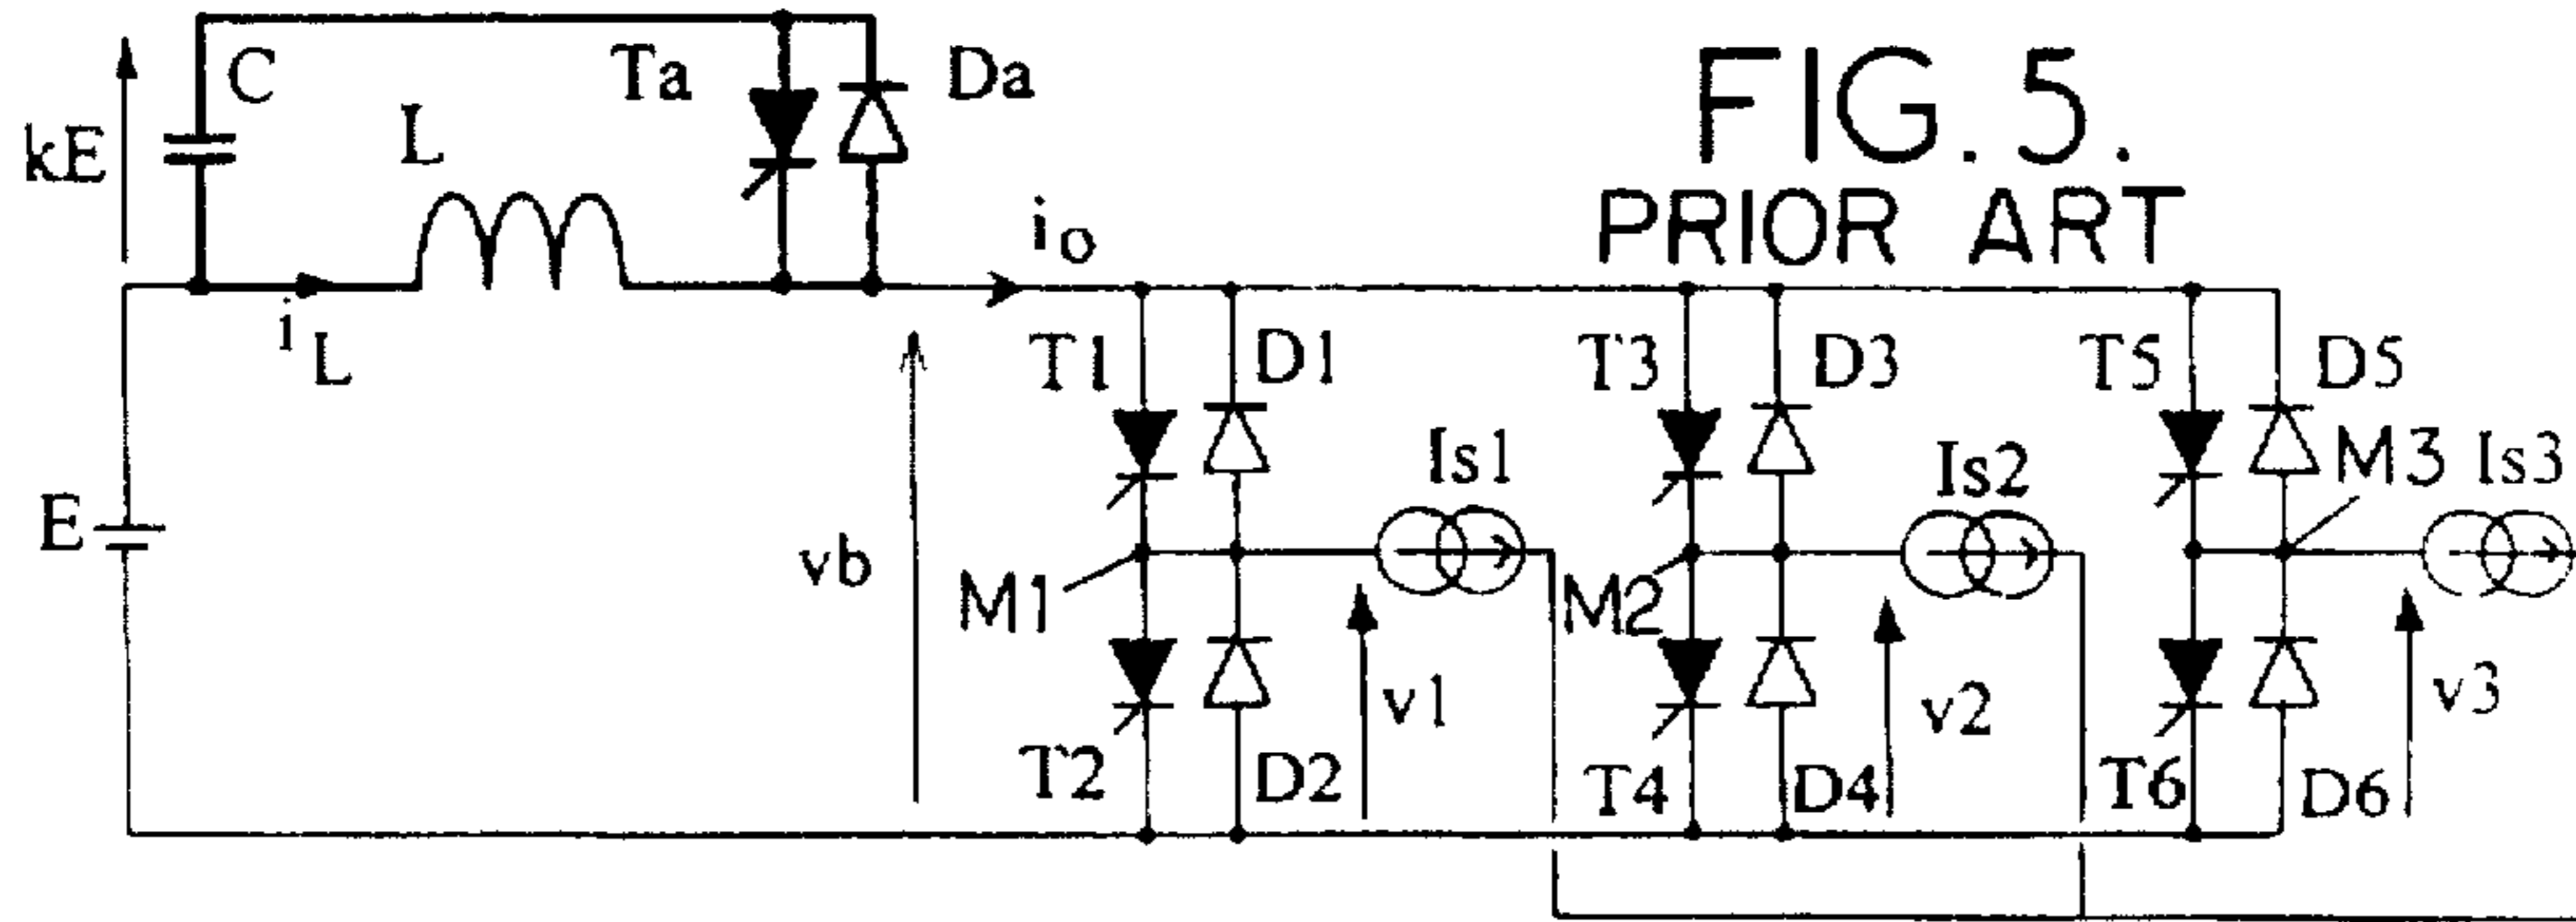 FIG. 5.
PRIOR ART
kE
C
L
Ta
Da
iL
io
E
vb
T1
D1
T3
D3
T5
D5
Is1
Is2
M3
Is3
M1
M2
v1
v2
v3
T2
D2
T4
D4
T6
D6